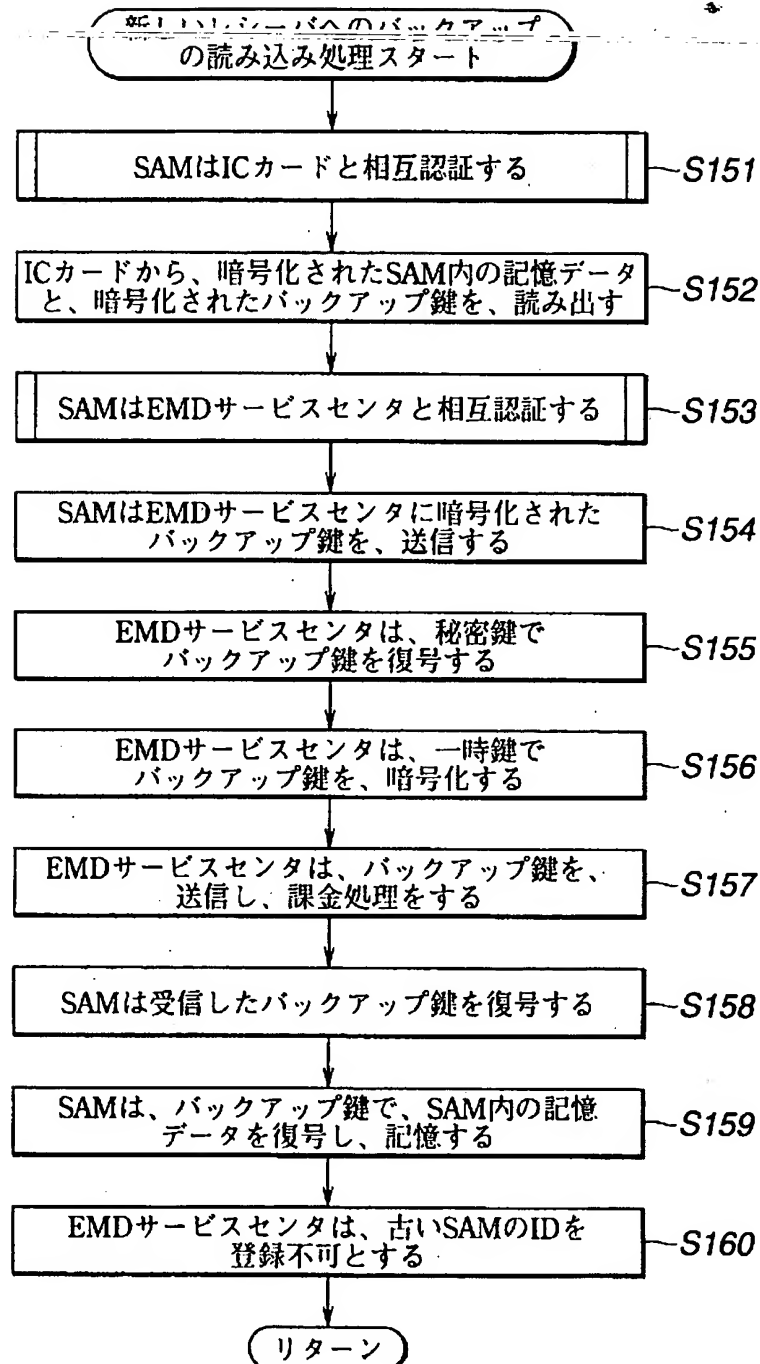 新しいレシーバへのバックアップ
の読み込み処理スタート
SAMはICカードと相互認証する
S151
ICカードから、暗号化されたSAM内の記憶データ
と、暗号化されたバックアップ鍵を、読み出す
S152
SAMはEMDサービスセンタと相互認証する
S153
SAMはEMDサービスセンタに暗号化された
バックアップ鍵を、送信する
S154
EMDサービスセンタは、秘密鍵で
バックアップ鍵を復号する
S155
EMDサービスセンタは、一時鍵で
バックアップ鍵を、暗号化する
S156
EMDサービスセンタは、バックアップ鍵を、
送信し、課金処理をする
S157
SAMは受信したバックアップ鍵を復号する
S158
SAMは、バックアップ鍵で、SAM内の記憶
データを復号し、記憶する
S159
EMDサービスセンタは、古いSAMのIDを
登録不可とする
S160
リターン